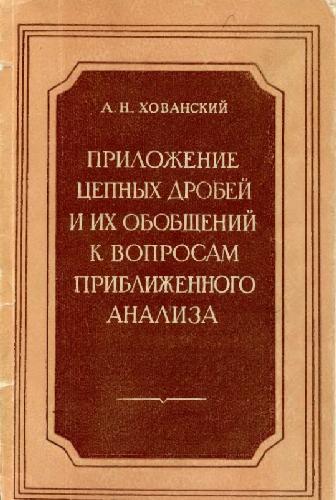 А. Н. ХОВАНСКИЙ
ПРИЛОЖЕНИЕ
ЦЕПНЫХ ДРОБЕЙ
И ИХ ОБОБЩЕНИЙ
К ВОПРОСАМ
ПРИБЛИЖЕННОГО
АНАЛИЗА